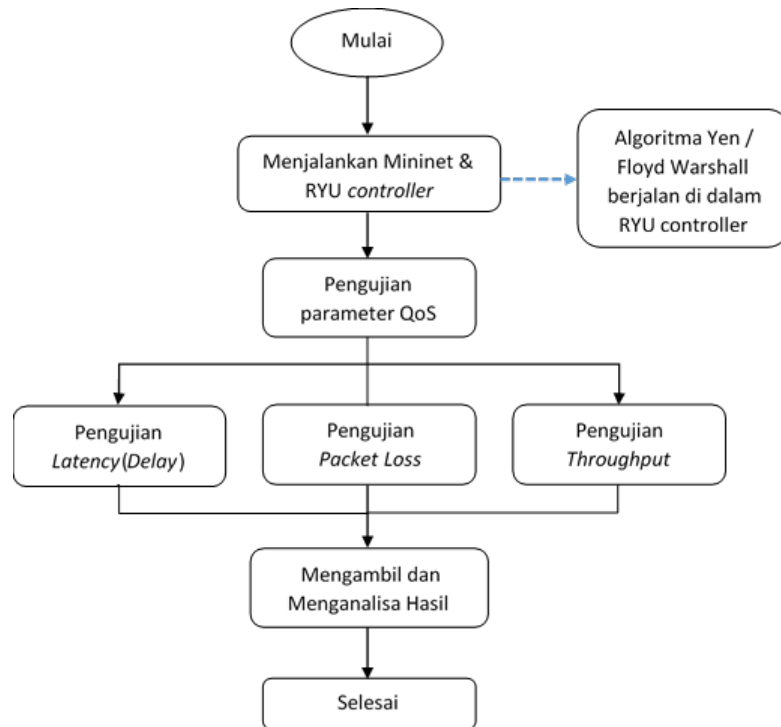 Mulai
Menjalankan Mininet &
RYU controller
Algoritma Yen /
Floyd Warshall
berjalan di dalam
RYU controller
Pengujian
parameter QoS
Pengujian
Latency(Delay)
Pengujian
Packet Loss
Pengujian
Throughput
Mengambil dan
Menganalisa Hasil
Selesai